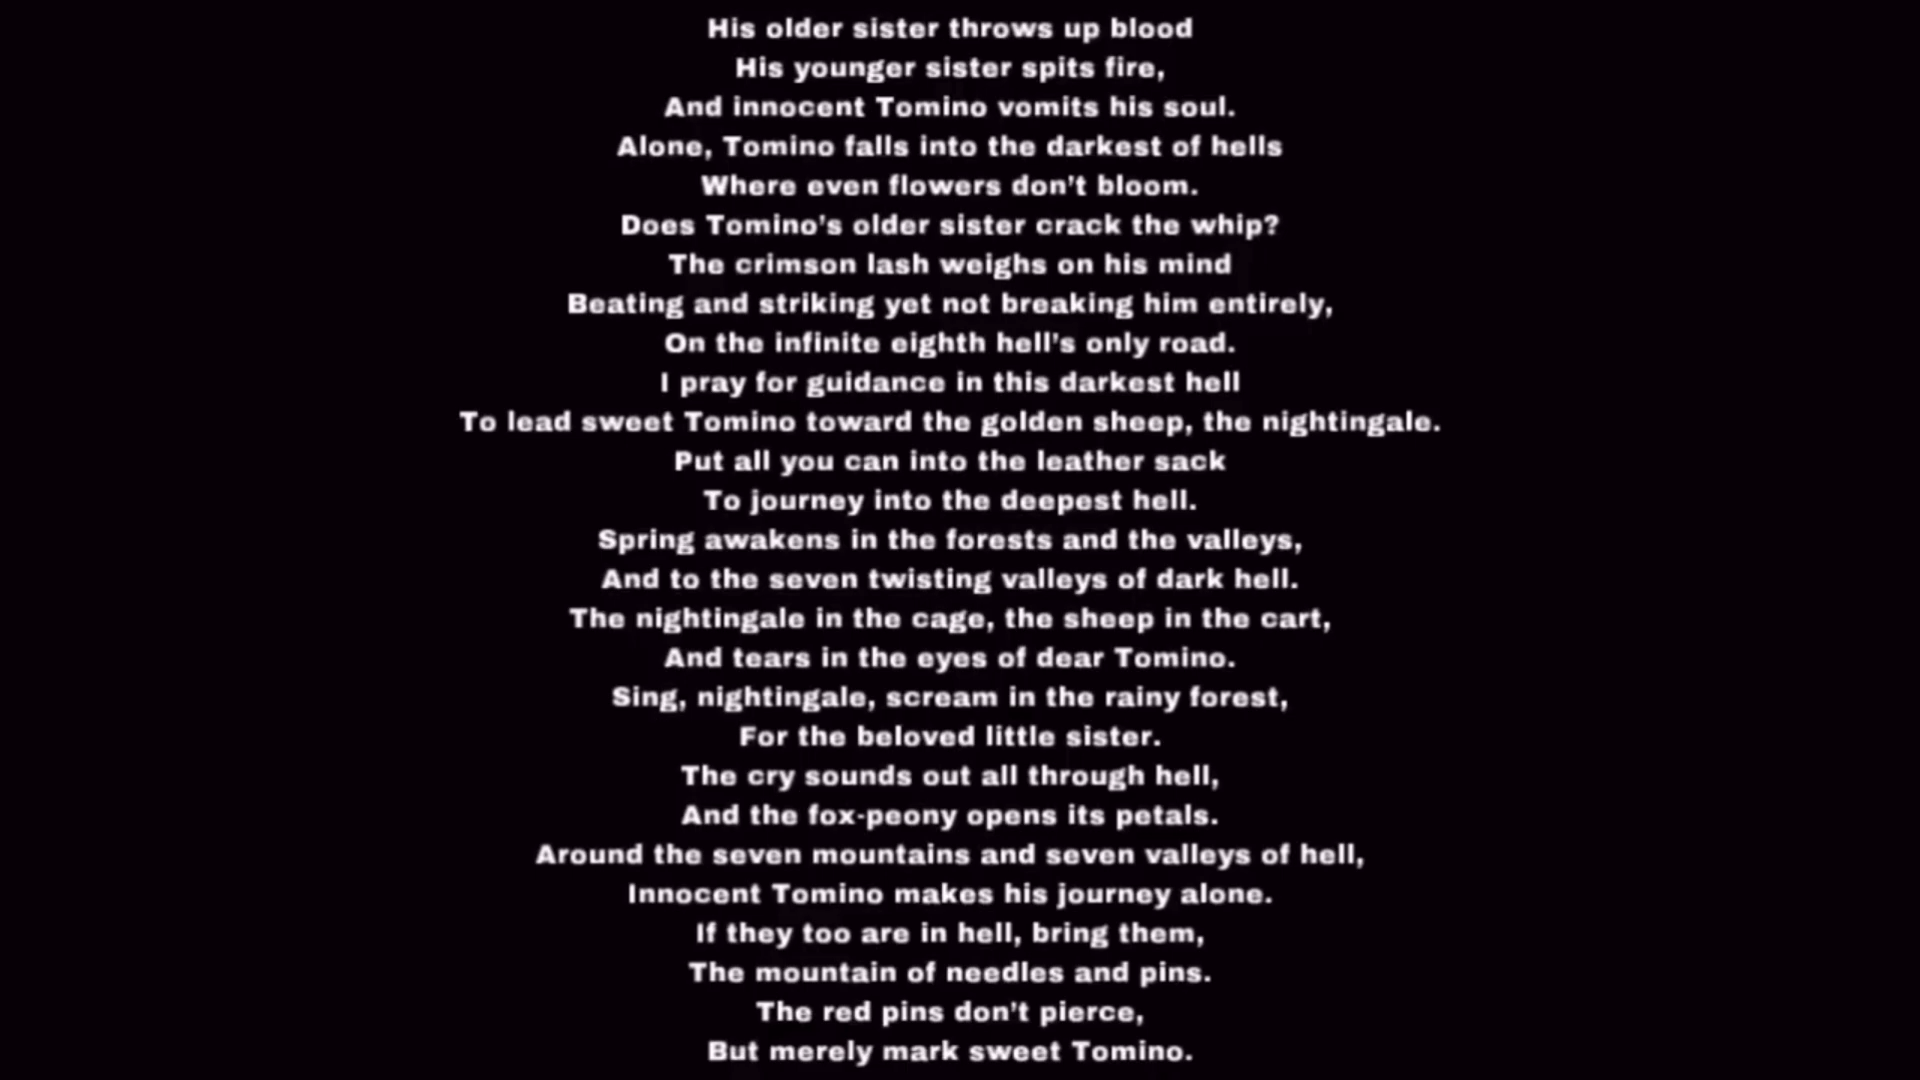 His older sister throws up blood
His younger sister spits fire,
And innocent Tomino vomits his soul.
Alone, Tomino falls into the darkest of hells
Where even flowers don't bloom.
Does Tomino's older sister crack the whip?
The crimson lash weighs on his mind
Beating and striking yet not breaking him entirely,
On the infinite eighth hell's only road.
I pray for guidance in this darkest hell
To lead sweet Tomino toward the golden sheep, the nightingale.
Put all you can into the leather sack
To journey into the deepest hell.
Spring awakens in the forests and the valleys,
And to the seven twisting valleys of dark hell.
The nightingale in the cage, the sheep in the cart,
And tears in the eyes of dear Tomino.
Sing, nightingale, scream in the rainy forest,
For the beloved little sister.
The cry sounds out all through hell,
And the fox-peony opens its petals.
Around the seven mountains and seven valleys of hell,
Innocent Tomino makes his journey alone.
If they too are in hell, bring them,
The mountain of needles and pins.
The red pins don't pierce,
But merely mark sweet Tomino.